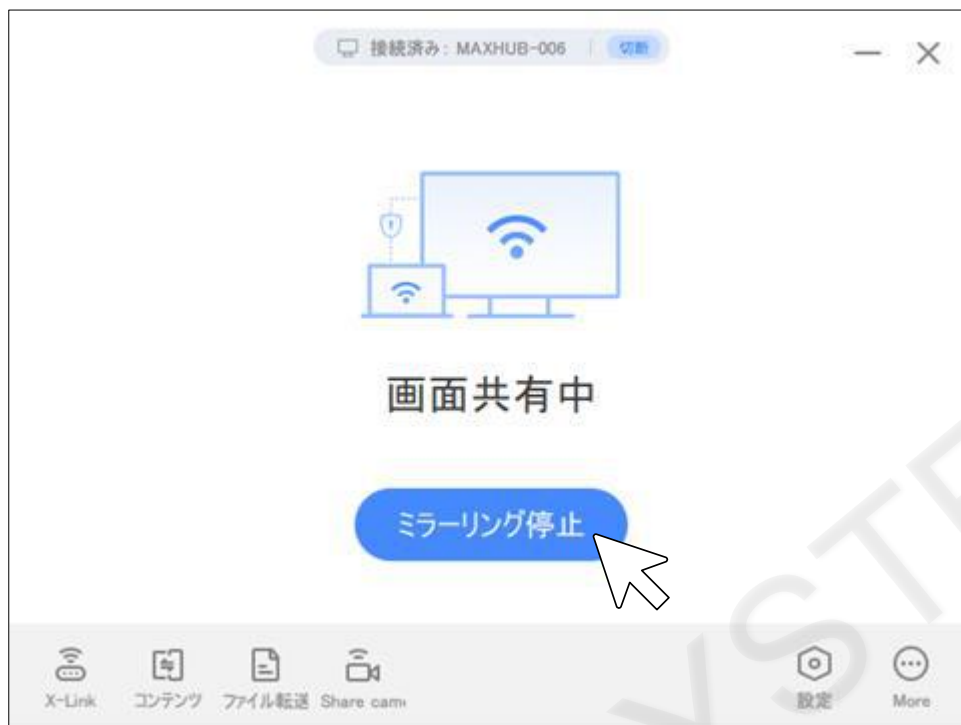 接続済み: MAXHUB-006 | 切断
画面共有中
ミラーリング停止
X-Link コンテンツ ファイル転送 Share cam 設定 More
YSTE